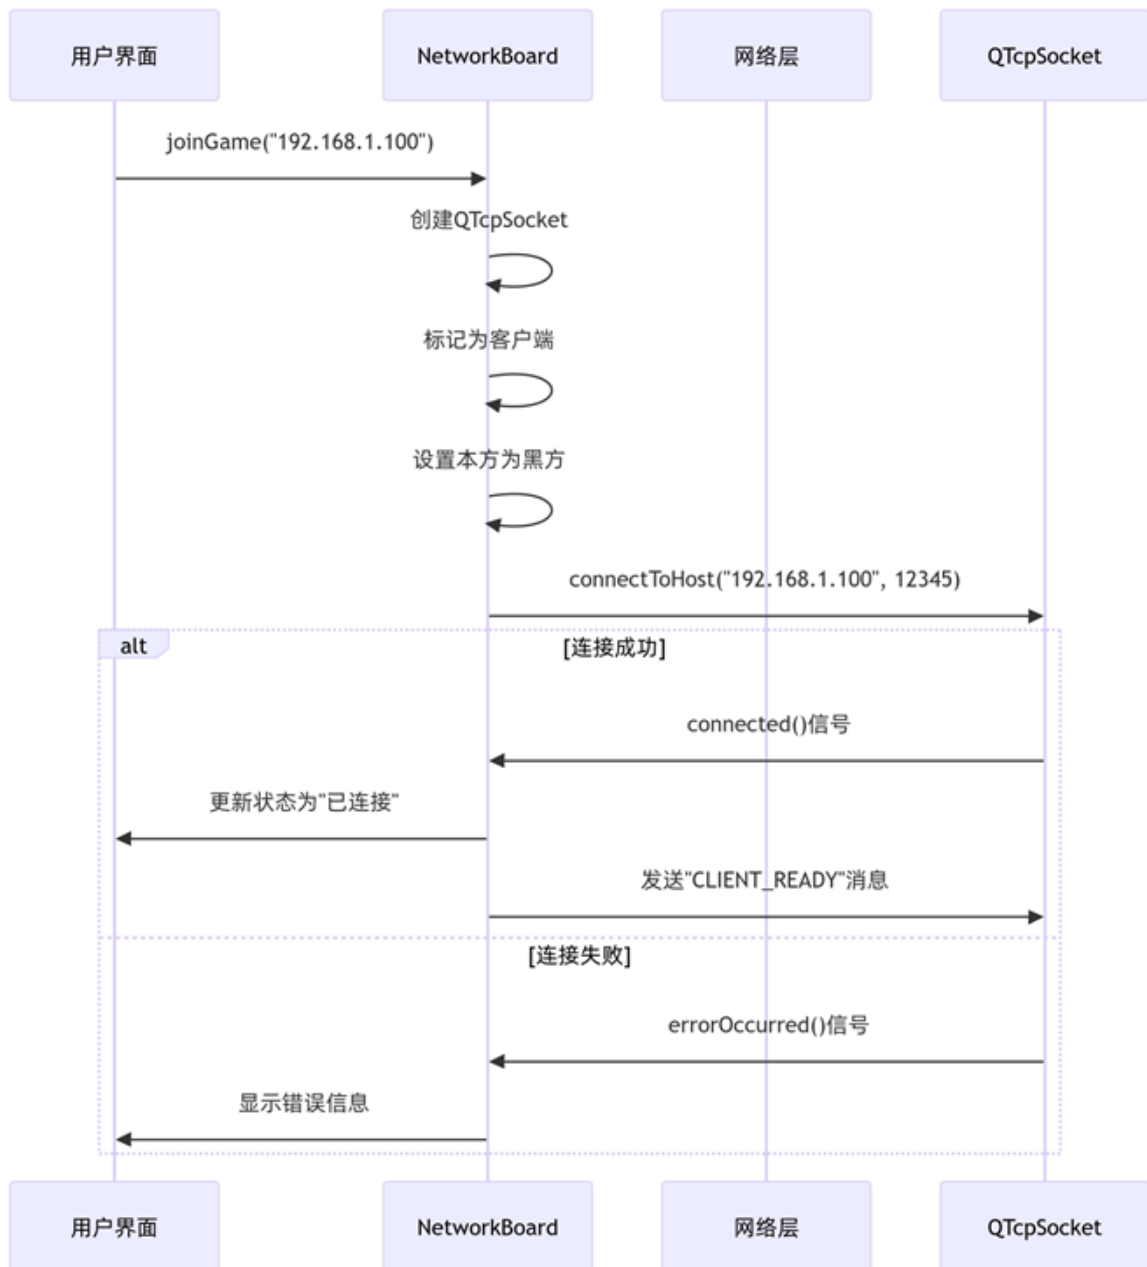 用户界面
NetworkBoard
网络层
QTcpSocket
joinGame("192.168.1.100")
创建QTcpSocket
标记为客户端
设置本方为黑方
connectToHost("192.168.1.100", 12345)
alt
[连接成功]
connected()信号
更新状态为"已连接"
发送"CLIENT_READY"消息
[连接失败]
errorOccurred()信号
显示错误信息
用户界面
NetworkBoard
网络层
QTcpSocket